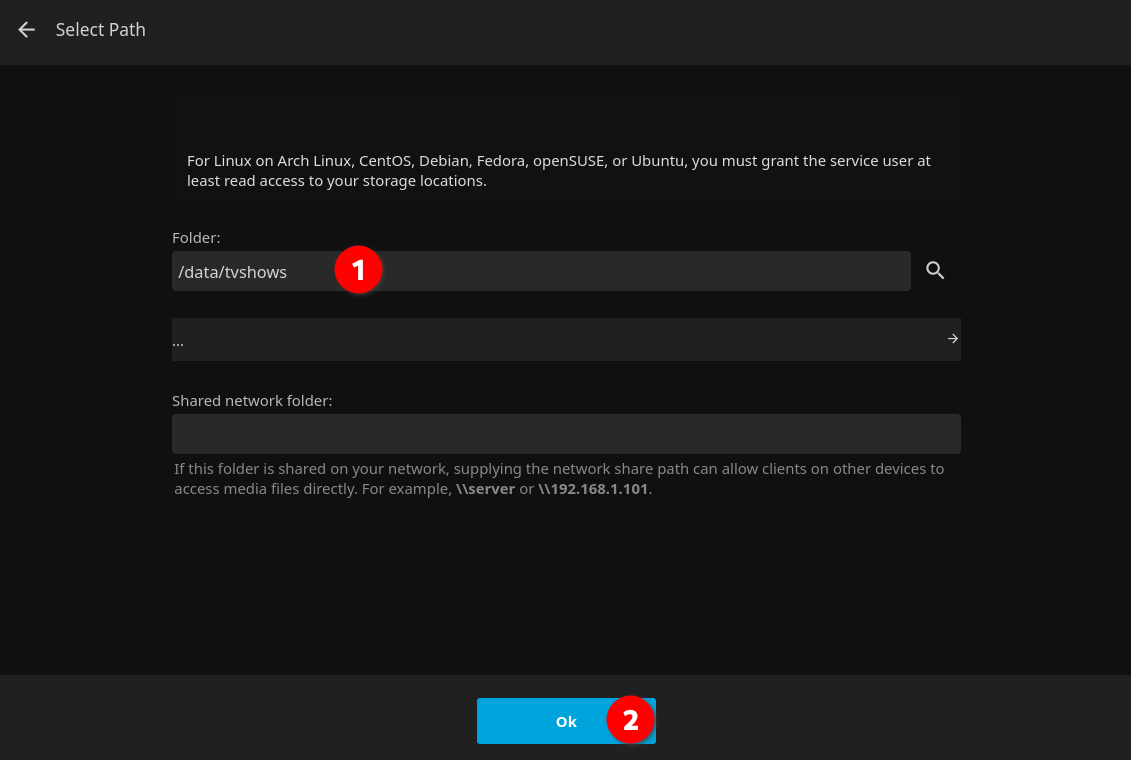 Select Path
For Linux on Arch Linux, CentOS, Debian, Fedora, openSUSE, or Ubuntu, you must grant the service user at
least read access to your storage locations.
Folder:
/data/tvshows
1
...
Shared network folder:
If this folder is shared on your network, supplying the network share path can allow clients on other devices to
access media files directly. For example, \\server or \\192.168.1.101.
Ok
2